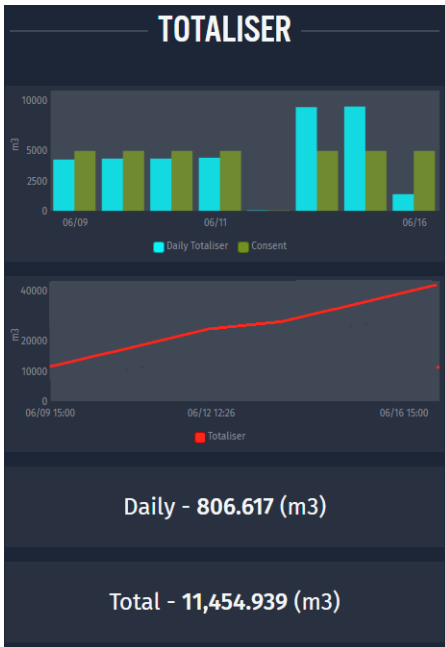 TOTALISER
10000
5000
2500
0
m3
06/09
06/11
06/16
Daily Totaliser
Consent
40000
20000
10000
0
m3
06/09 15:00
06/12 12:26
06/16 15:00
Totaliser
Daily - 806.617 (m3)
Total - 11,454.939 (m3)